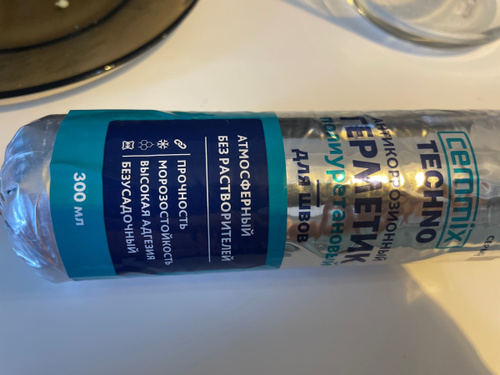 cemmix
TECHNO
АНТИКОРРОЗИОННЫЙ
ГЕРМЕТИК
полиуретановый
ДЛЯ ШВОВ
АТМОСФЕРНЫЙ
БЕЗ РАСТВОРИТЕЛЕЙ
ПРОЧНОСТЬ
МОРОЗОСТОЙКОСТЬ
ВЫСОКАЯ АДГЕЗИЯ
БЕЗУСАДОЧНЫЙ
300 мл